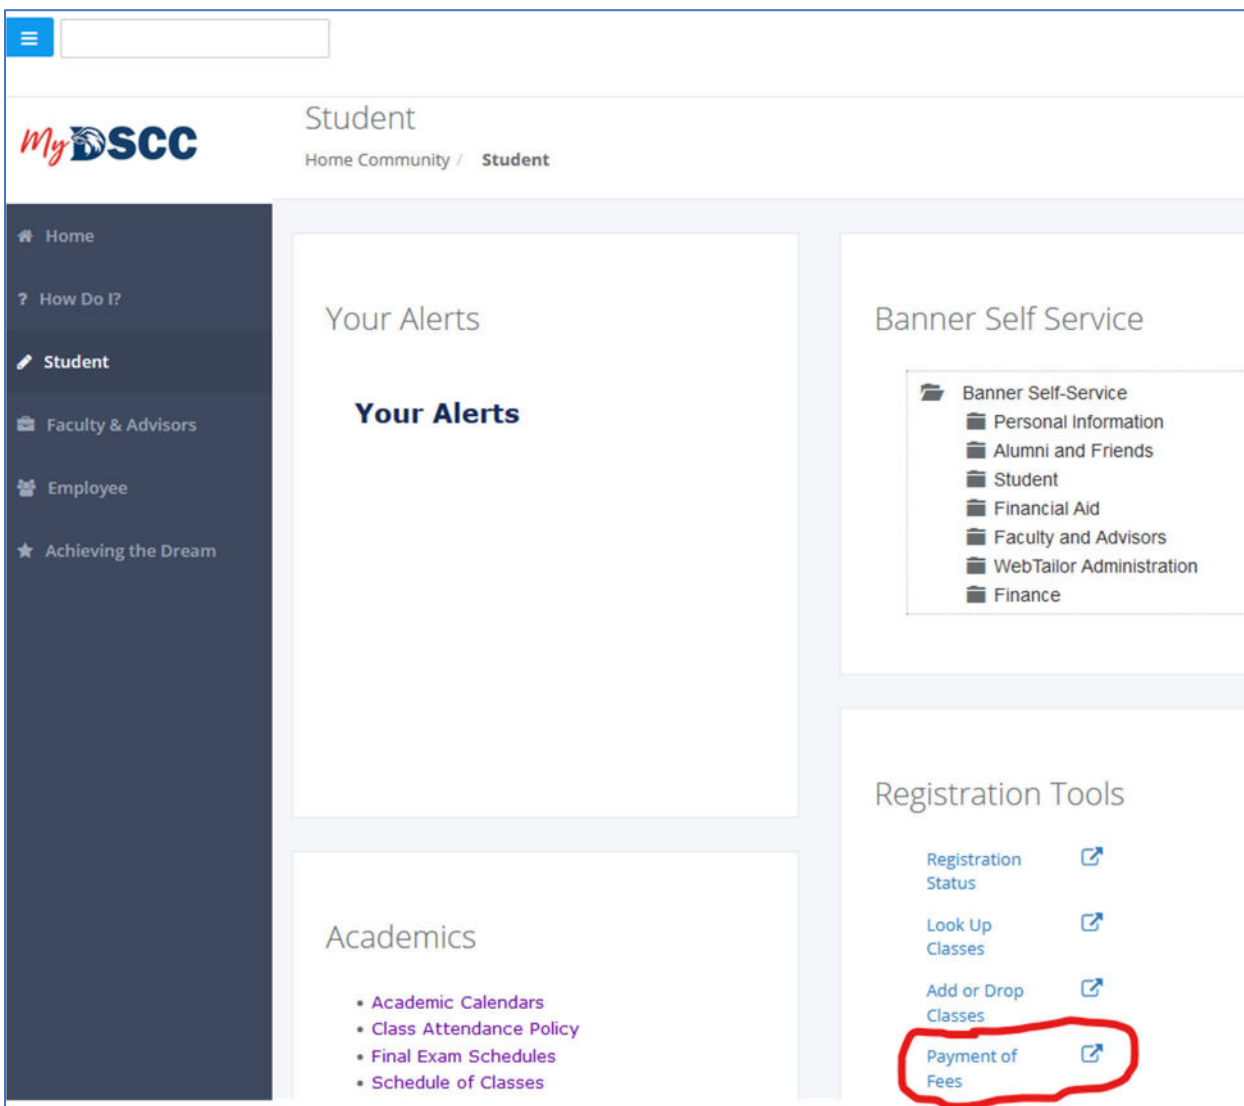 My DSCC
Student
Home Community / Student
Home
? How Do I?
Student
Faculty & Advisors
Employee
Achieving the Dream
Your Alerts
Your Alerts
Academics
• Academic Calendars
• Class Attendance Policy
• Final Exam Schedules
• Schedule of Classes
Banner Self Service
Banner Self-Service
Personal Information
Alumni and Friends
Student
Financial Aid
Faculty and Advisors
WebTailor Administration
Finance
Registration Tools
Registration
Status
Look Up
Classes
Add or Drop
Classes
Payment of
Fees